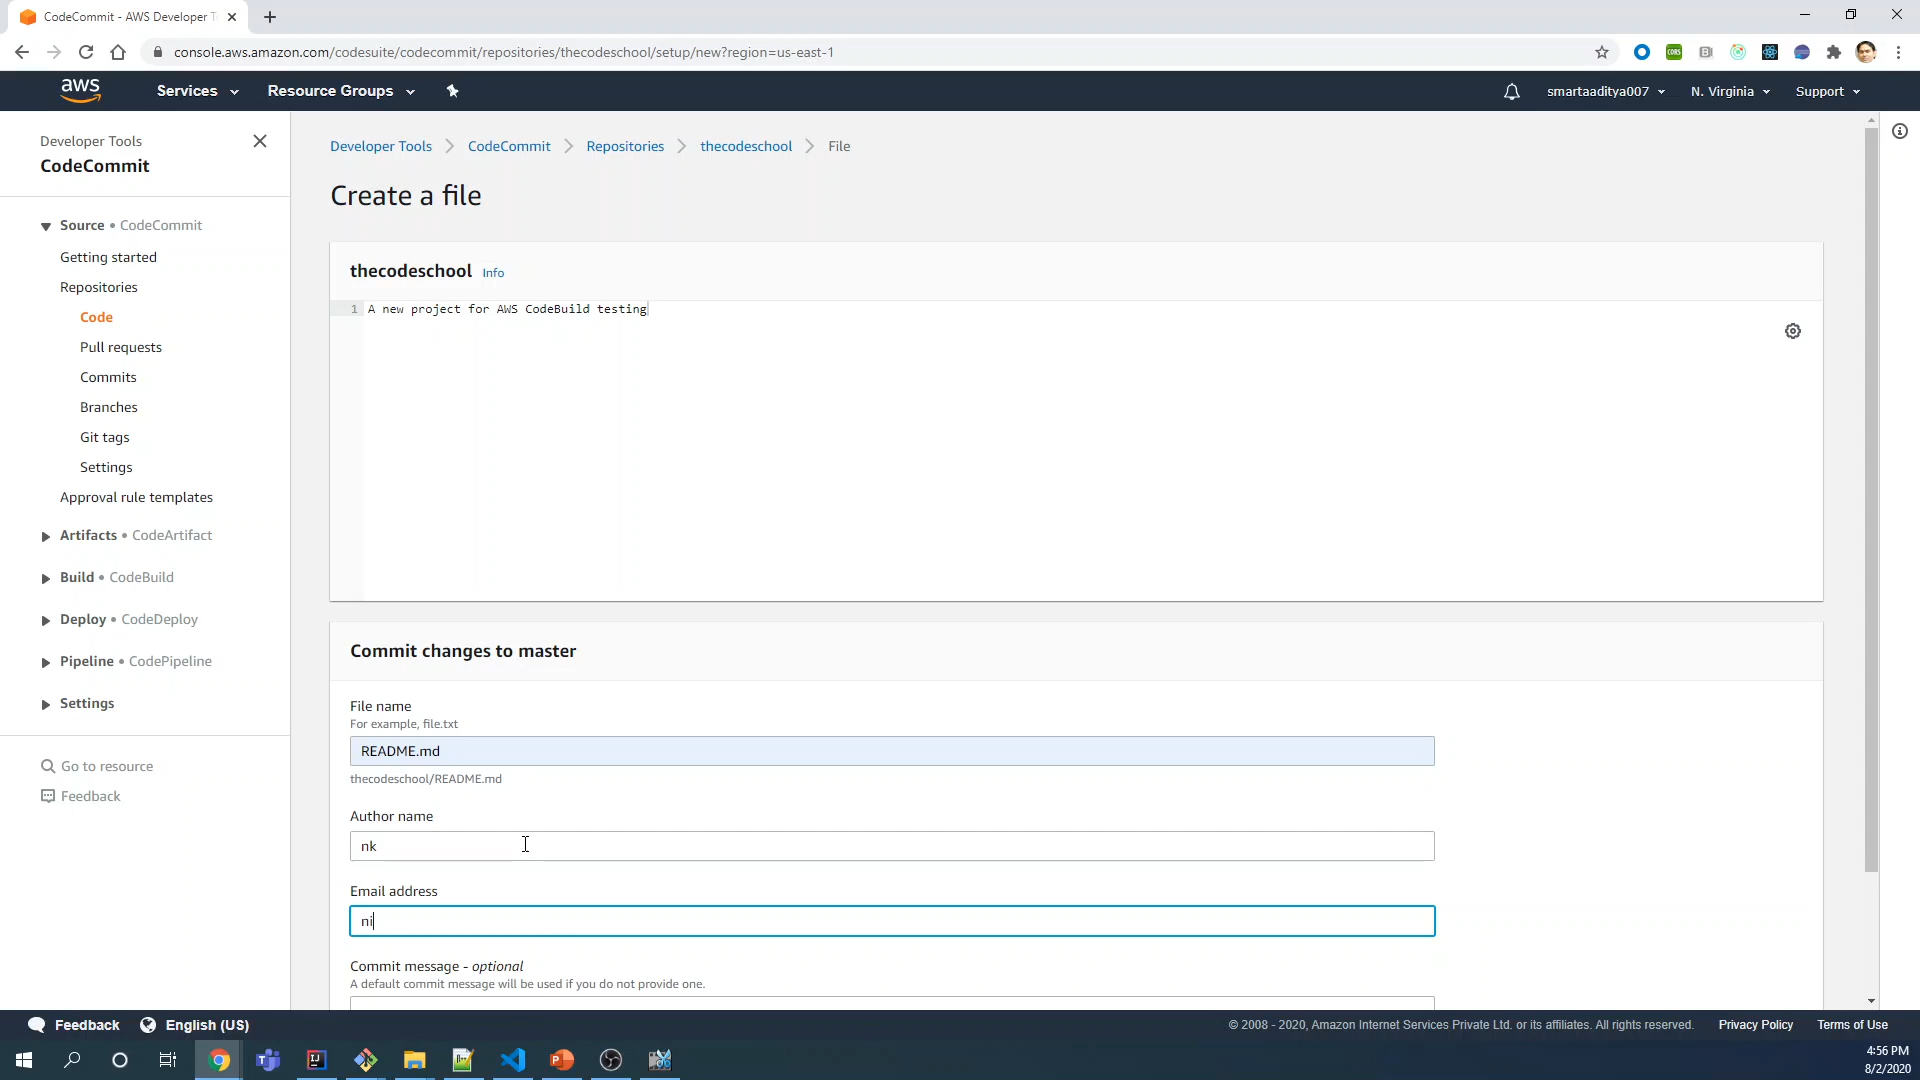 CodeCommit - AWS Developer T
console.aws.amazon.com/codesuite/codecommit/repositories/thecodeschool/setup/new?region=us-east-1
aws
Services
Resource Groups
smartaaditya007
N. Virginia
Support
Developer Tools
CodeCommit
Source • CodeCommit
Getting started
Repositories
Code
Pull requests
Commits
Branches
Git tags
Settings
Approval rule templates
Artifacts • CodeArtifact
Build • CodeBuild
Deploy • CodeDeploy
Pipeline • CodePipeline
Settings
Go to resource
Feedback
Developer Tools > CodeCommit > Repositories > thecodeschool > File
Create a file
thecodeschool Info
1 A new project for AWS CodeBuild testing
Commit changes to master
File name
For example, file.txt
README.md
thecodeschool/README.md
Author name
nk
Email address
ni
Commit message - optional
A default commit message will be used if you do not provide one.
Feedback
English (US)
© 2008 - 2020, Amazon Internet Services Private Ltd. or its affiliates. All rights reserved.
Privacy Policy
Terms of Use
4:56 PM
8/2/2020